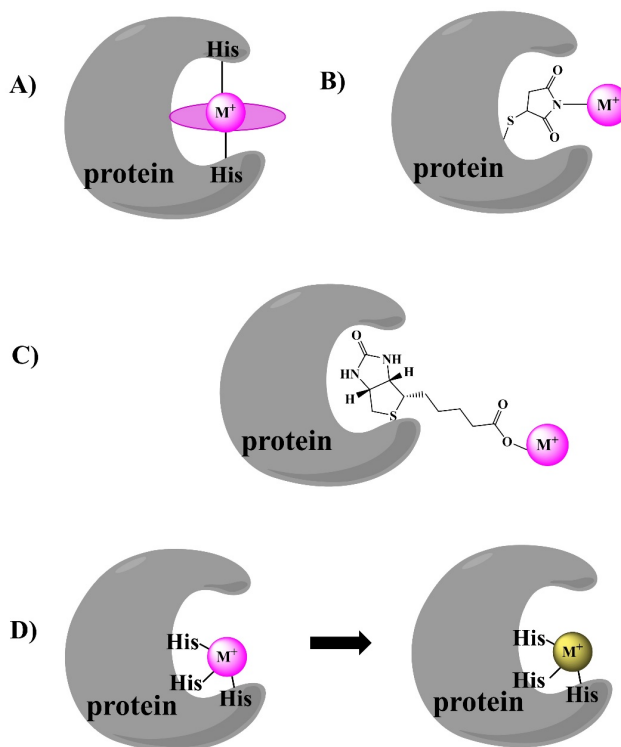 A)
His
M+
protein
His
B)
O
S
N
O
M+
protein
C)
O
HN
NH
H
H
S
O
O
M+
protein
D)
His
M+
His
His
protein
His
M+
His
His
protein